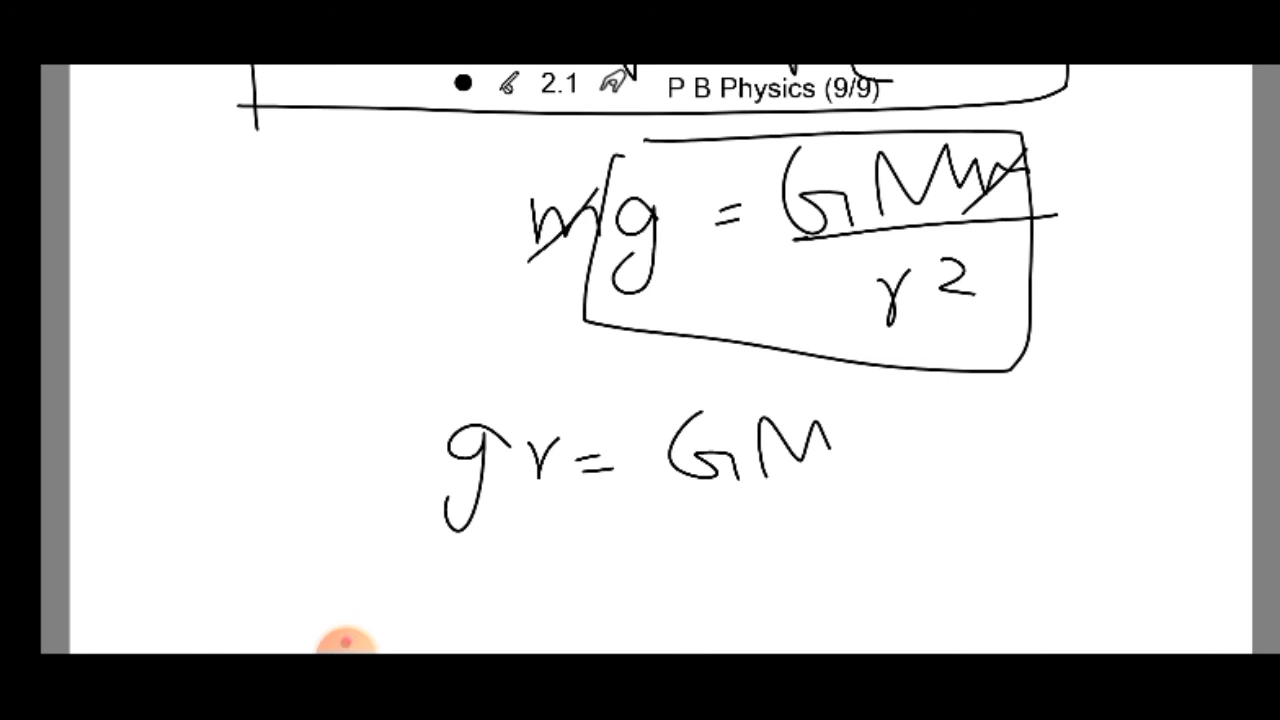 2.1 P B Physics (9/9)
mg = GMm
r2
gr = GM